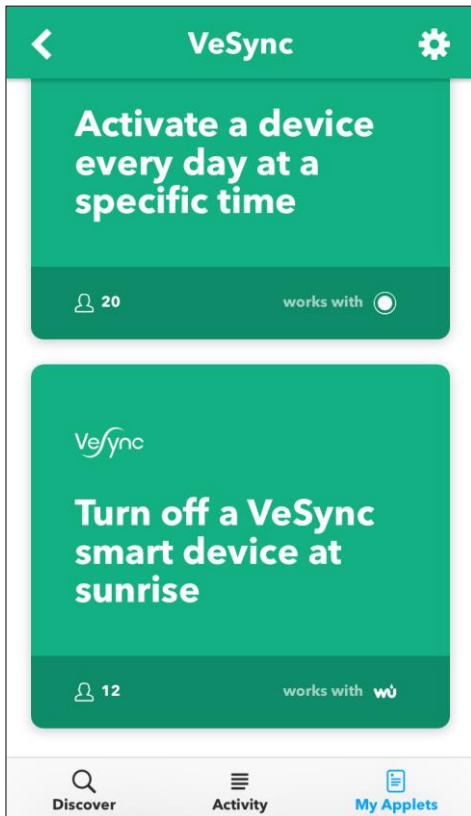 VeSync
Activate a device
every day at a
specific time
20
works with
VeSync
Turn off a VeSync
smart device at
sunrise
12
works with wu
Discover
Activity
My Applets